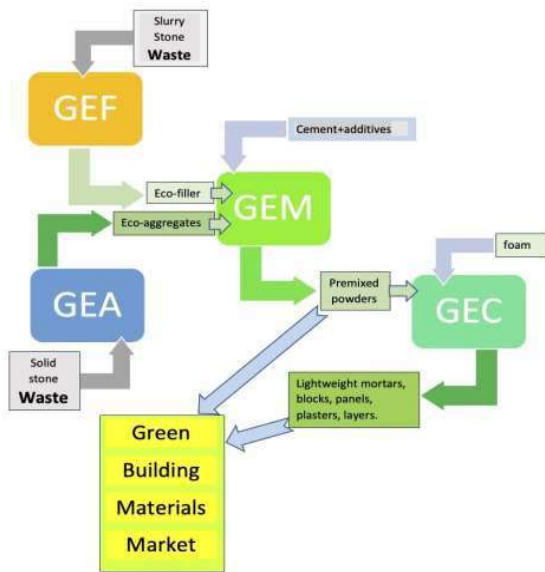 Slurry
Stone
Waste
GEF
Cement+additives
Eco-filler
GEM
Eco-aggregates
foam
GEA
Premixed
powders
GEC
Solid
stone
Waste
Lightweight mortars,
blocks, panels,
plasters, layers.
Green
Building
Materials
Market